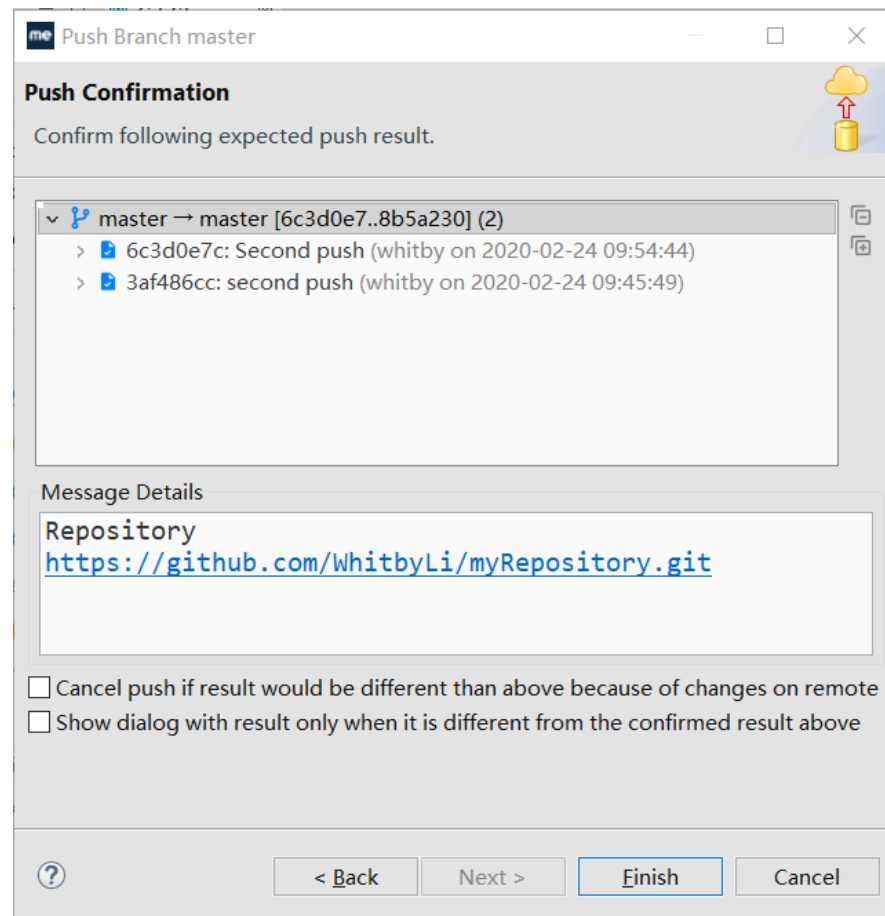 me Push Branch master
Push Confirmation
Confirm following expected push result.
master → master [6c3d0e7..8b5a230] (2)
6c3d0e7c: Second push (whitby on 2020-02-24 09:54:44)
3af486cc: second push (whitby on 2020-02-24 09:45:49)
Message Details
Repository
https://github.com/WhitbyLi/myRepository.git
Cancel push if result would be different than above because of changes on remote
Show dialog with result only when it is different from the confirmed result above
? < Back Next > Finish Cancel